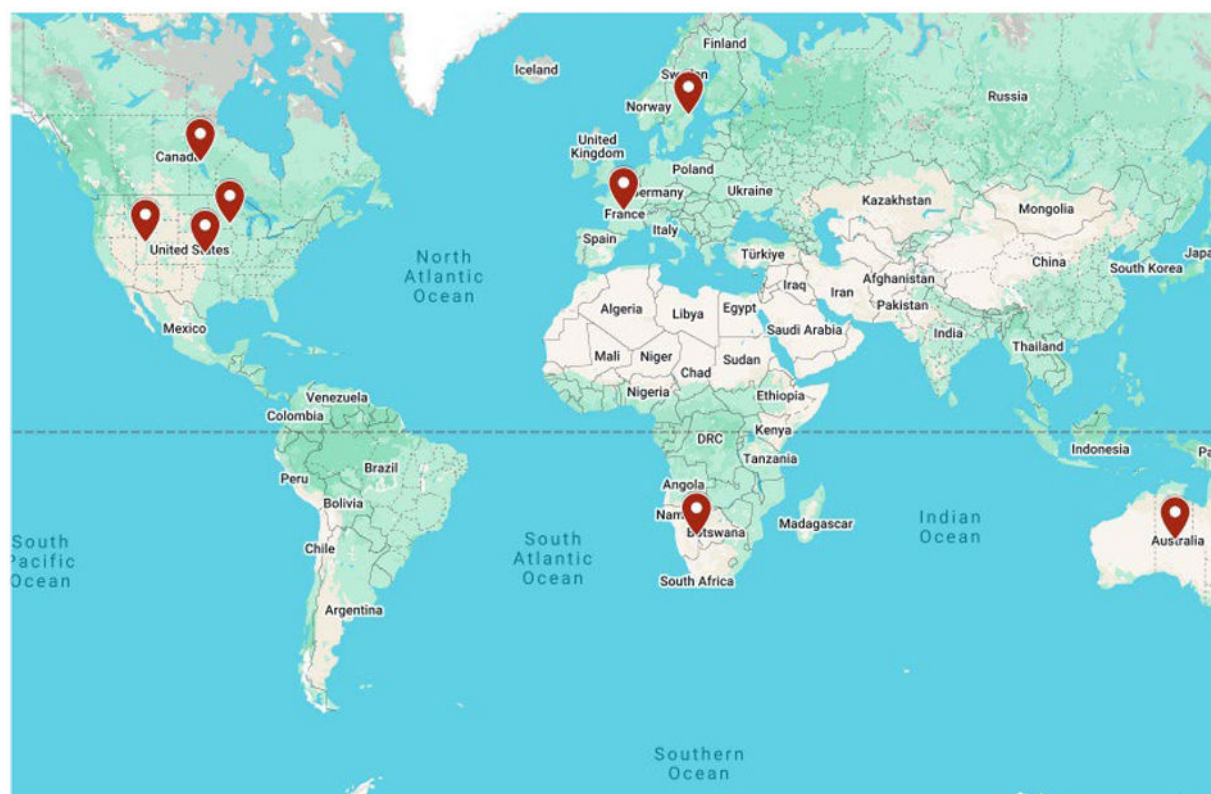 Finland
Iceland
Sweden
Russia
Norway
United
Kingdom
Canada
Poland
Germany
Ukraine
Kazakhstan
Mongolia
France
United States
Spain
Italy
North
Atlantic
Ocean
Türkiye
China
Japa
South Korea
Afghanistan
Iraq
Iran
Pakistan
Algeria
Libya
Egypt
Mexico
Saudi Arabia
India
Mali
Niger
Sudan
Thailand
Chad
Nigeria
Ethiopia
Venezuela
Colombia
Kenya
DRC
Indonesia
Pa
Tanzania
Brazil
Peru
Angola
Bolivia
Nam
Madagascar
Indian
Ocean
Botswana
South
Pacific
Ocean
Chile
South
Atlantic
Ocean
Australia
South Africa
Argentina
Southern
Ocean